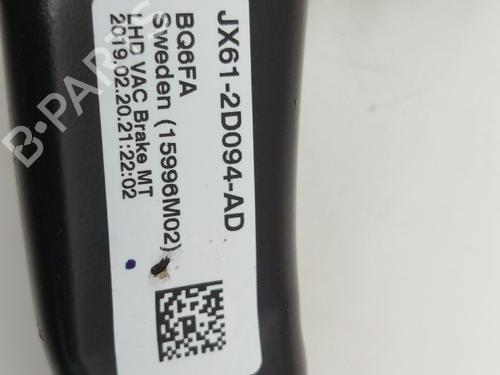 JX61-2D094-AD
BQ6FA
Sweden (15996M02)
LHD VAC Brake MT
2019.02.20.21:22:02
B-PARTS